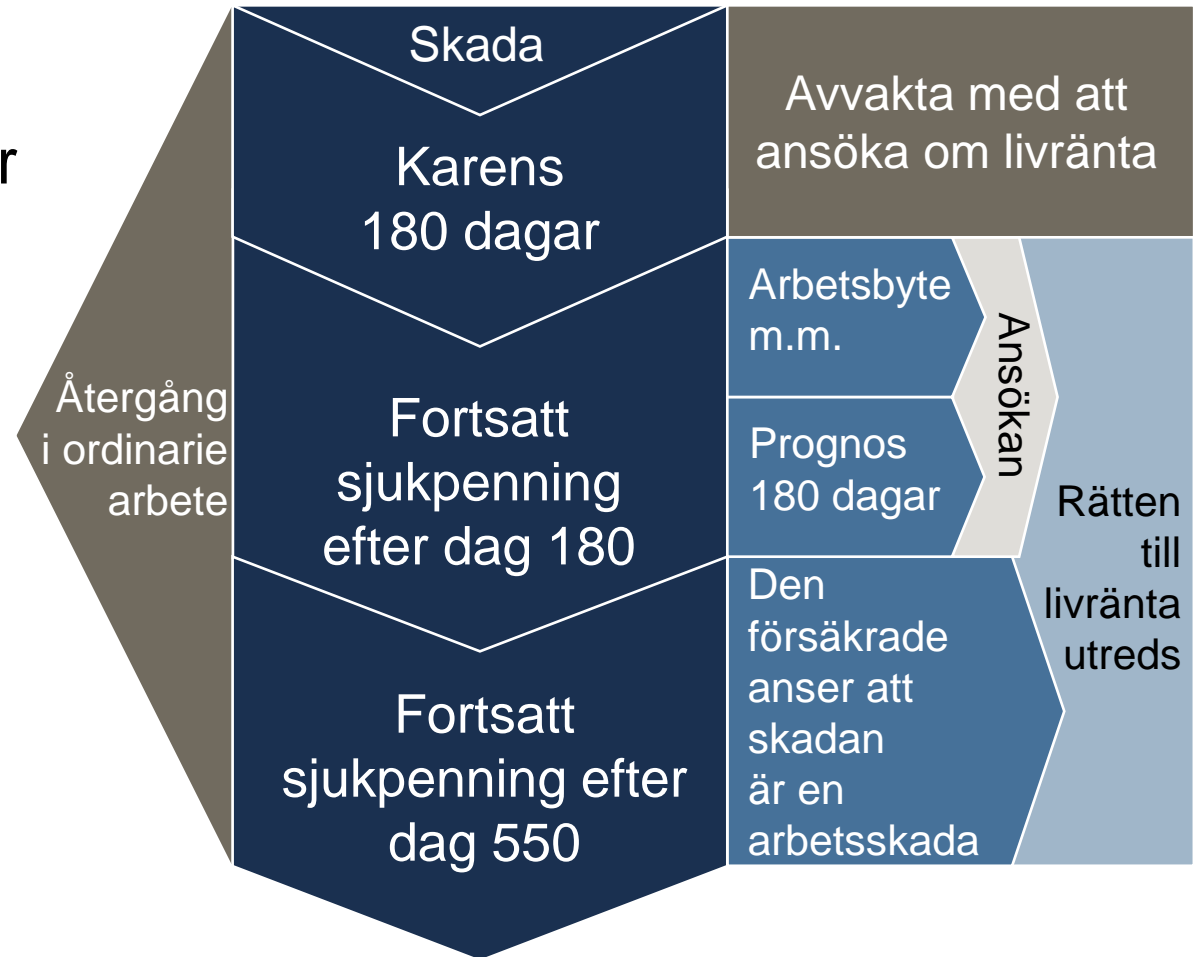 r
Skada
Karens
180 dagar
Avvakta med att
ansöka om livränta
Återgång
i ordinarie
arbete
Fortsatt
sjukpenning
efter dag 180
Arbetsbyte
m.m.
Prognos
180 dagar
Ansökan
Fortsatt
sjukpenning efter
dag 550
Den
försäkrade
anser att
skadan
är en
arbetsskada
Rätten
till
livränta
utreds